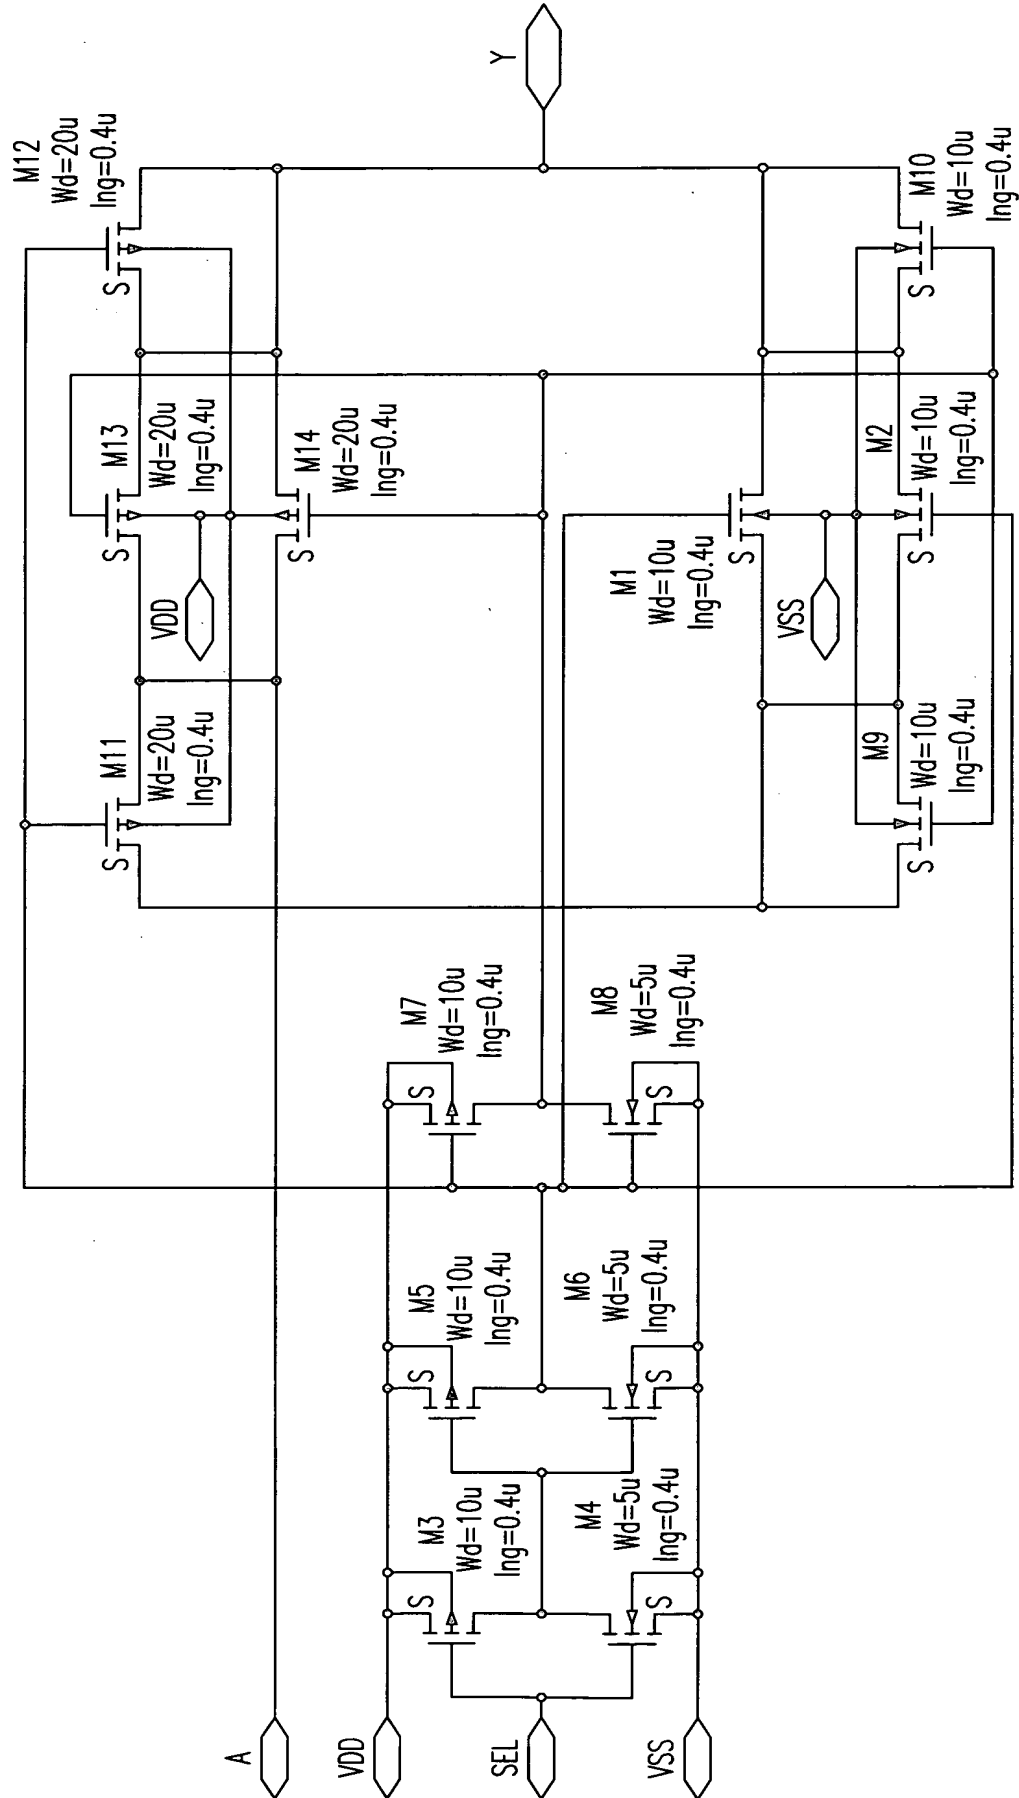 Y
M12
Wd=20u
lng=0.4u
S
M13
Wd=20u
lng=0.4u
S
M14
Wd=20u
lng=0.4u
S
VDD
M11
Wd=20u
lng=0.4u
S
M10
Wd=10u
lng=0.4u
S
M2
Wd=10u
lng=0.4u
S
M1
Wd=10u
lng=0.4u
S
VSS
M9
Wd=10u
lng=0.4u
S
M7
Wd=10u
lng=0.4u
S
M8
Wd=5u
lng=0.4u
S
M5
Wd=10u
lng=0.4u
S
M6
Wd=5u
lng=0.4u
S
M3
Wd=10u
lng=0.4u
S
M4
Wd=5u
lng=0.4u
S
A
VDD
SEL
VSS